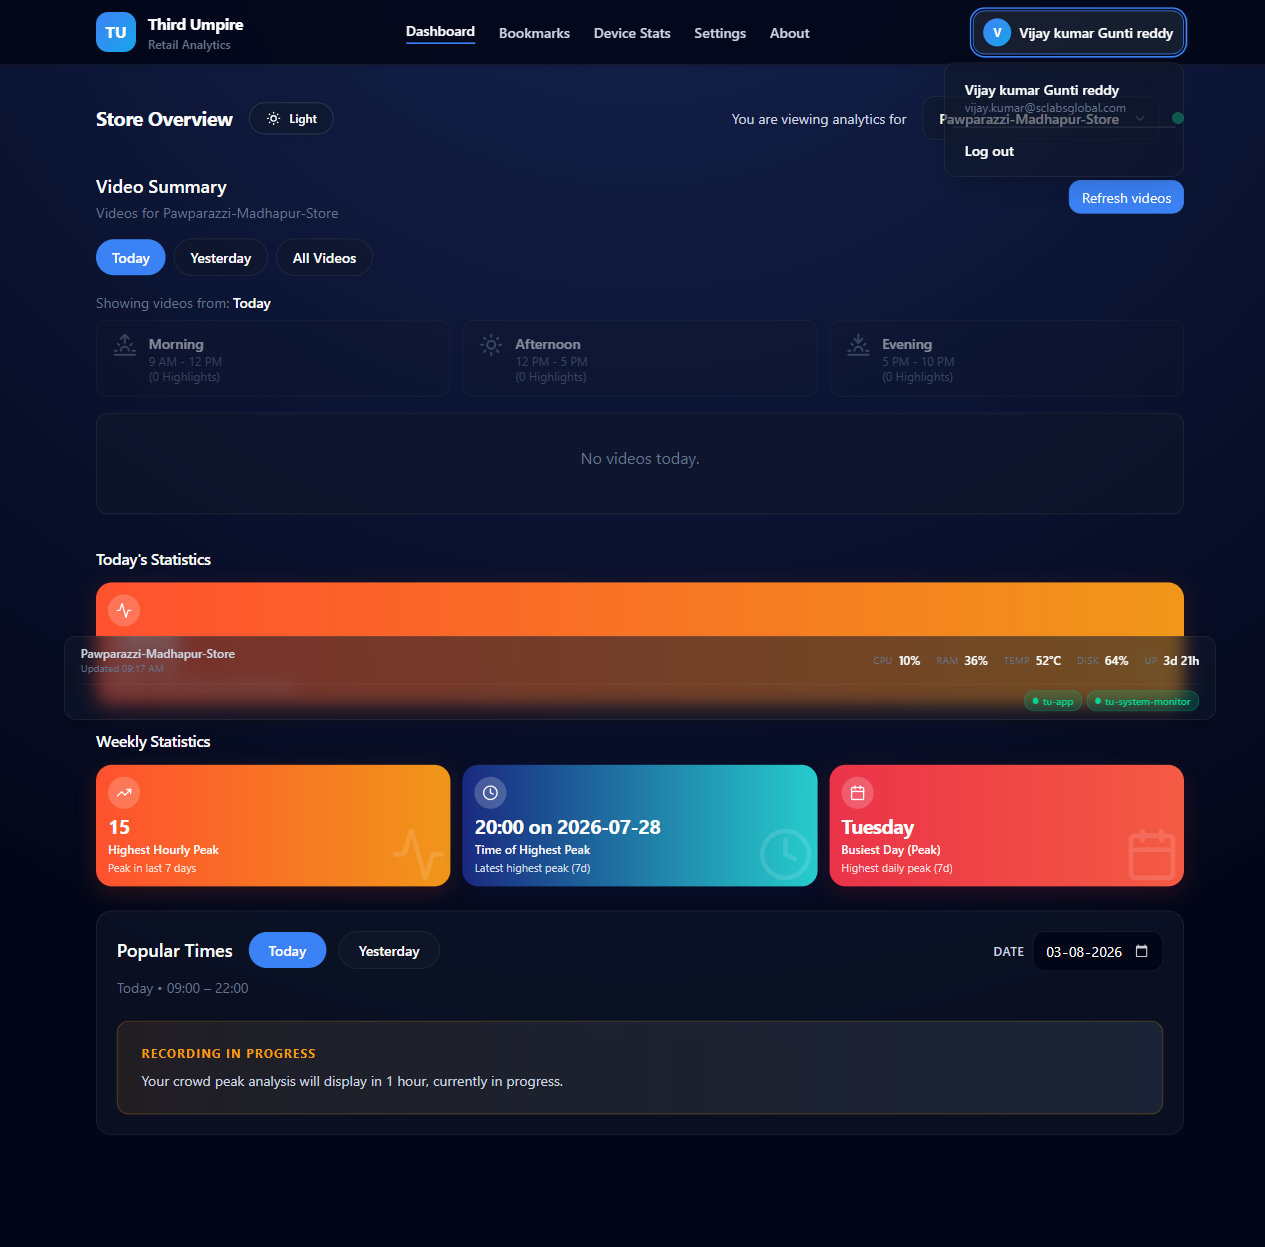 TU
Third Umpire
Retail Analytics
Dashboard
Bookmarks
Device Stats
Settings
About
V
Vijay kumar Gunti reddy
Vijay kumar Gunti reddy
vijay.kumar@sclabsglobal.com
Log out
Store Overview
Light
You are viewing analytics for
Pawparazzi-Madhapur-Store
Video Summary
Videos for Pawparazzi-Madhapur-Store
Refresh videos
Today
Yesterday
All Videos
Showing videos from: Today
Morning
9 AM - 12 PM
(0 Highlights)
Afternoon
12 PM - 5 PM
(0 Highlights)
Evening
5 PM - 10 PM
(0 Highlights)
No videos today.
Today's Statistics
Pawparazzi-Madhapur-Store
Updated 09:17 AM
CPU 10%
RAM 36%
TEMP 52°C
DISK 64%
UP 3d 21h
tu-app
tu-system-monitor
Weekly Statistics
15
Highest Hourly Peak
Peak in last 7 days
20:00 on 2026-07-28
Time of Highest Peak
Latest highest peak (7d)
Tuesday
Busiest Day (Peak)
Highest daily peak (7d)
Popular Times
Today
Yesterday
DATE
03-08-2026
Today • 09:00 – 22:00
RECORDING IN PROGRESS
Your crowd peak analysis will display in 1 hour, currently in progress.